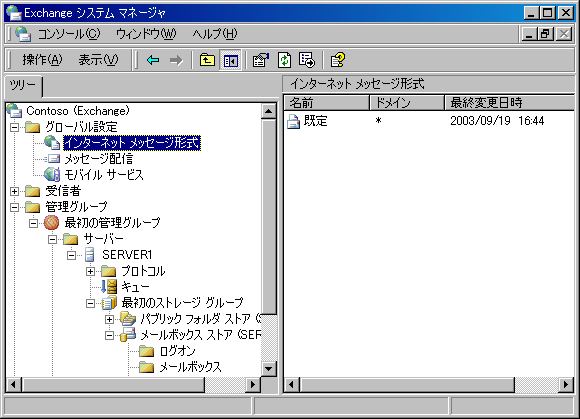 Exchange システム マネージャ
コンソール(C) ウィンドウ(W) ヘルプ(H)
操作(A) 表示(V)
ツリー
Contoso (Exchange)
グローバル設定
インターネット メッセージ形式
メッセージ配信
モバイル サービス
受信者
管理グループ
最初の管理グループ
サーバー
SERVER1
プロトコル
キュー
最初のストレージ グループ
パブリック フォルダ ストア (S
メールボックス ストア (SER
ログオン
メールボックス
インターネット メッセージ形式
名前 ドメイン 最終変更日時
既定 * 2003/09/19 16:44